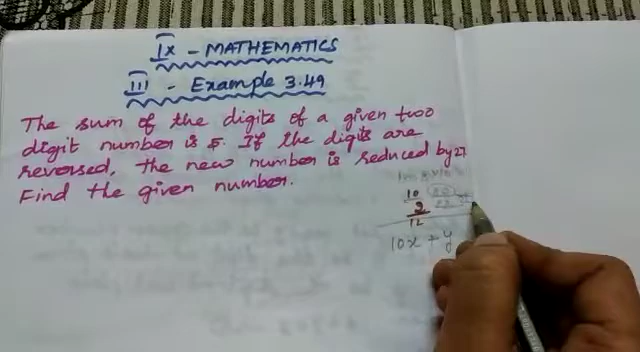 IX - MATHEMATICS
III - Example 3.49
The sum of the digits of a given two
digit number is 5. If the digits are
reversed, the new number is reduced by 27
Find the given number.
10
2
12
10x + y